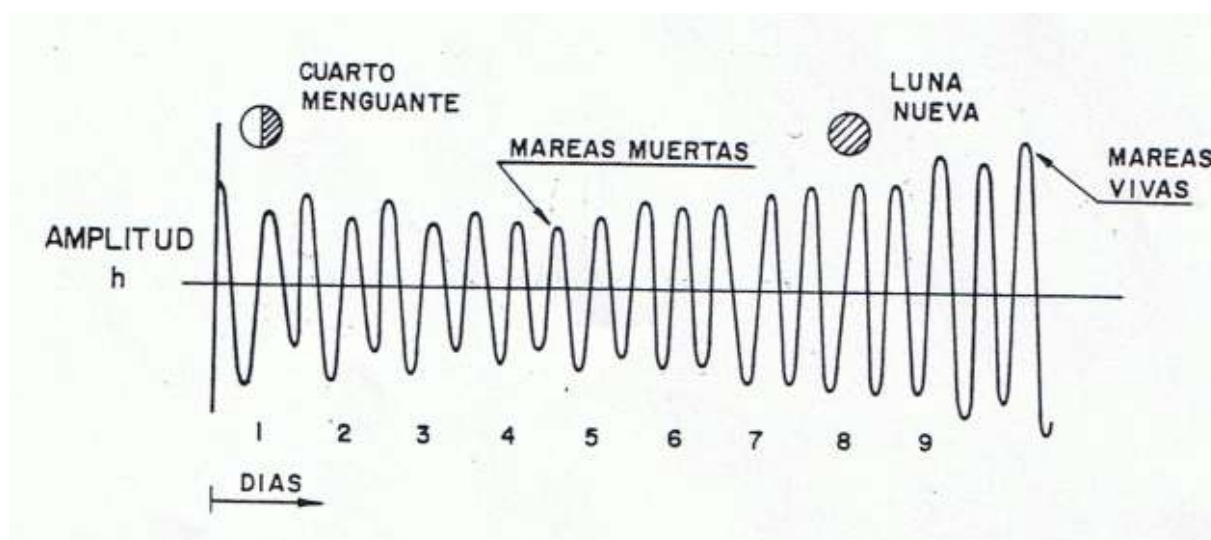 CUARTO
MENGUANTE
LUNA
NUEVA
MAREAS MUERTAS
MAREAS
VIVAS
AMPLITUD
h
1 2 3 4 5 6 7 8 9
DIAS